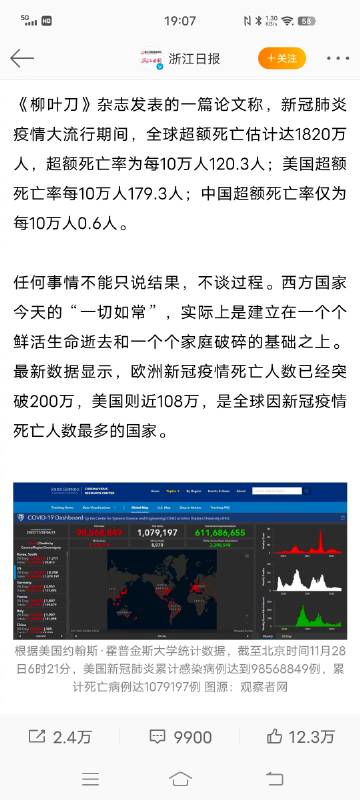 5G
HD
19:07
1.30
KB/s
58
浙江日报
+关注
《柳叶刀》杂志发表的一篇论文称，新冠肺炎
疫情大流行期间，全球超额死亡估计达1820万
人，超额死亡率为每10万人120.3人；美国超额
死亡率每10万人179.3人；中国超额死亡率仅为
每10万人0.6人。
任何事情不能只说结果，不谈过程。西方国家
今天的“一切如常”，实际上是建立在一个个
鲜活生命逝去和一个个家庭破碎的基础之上。
最新数据显示，欧洲新冠疫情死亡人数已经突
破200万，美国则近108万，是全球因新冠疫情
死亡人数最多的国家。
COVID-19 Dashboard
98,568,849
1,079,197
611,686,655
根据美国约翰斯·霍普金斯大学统计数据，截至北京时间11月28
日6时21分，美国新冠肺炎累计感染病例达到98568849例，累
计死亡病例达1079197例 图源：观察者网
2.4万
9900
12.3万